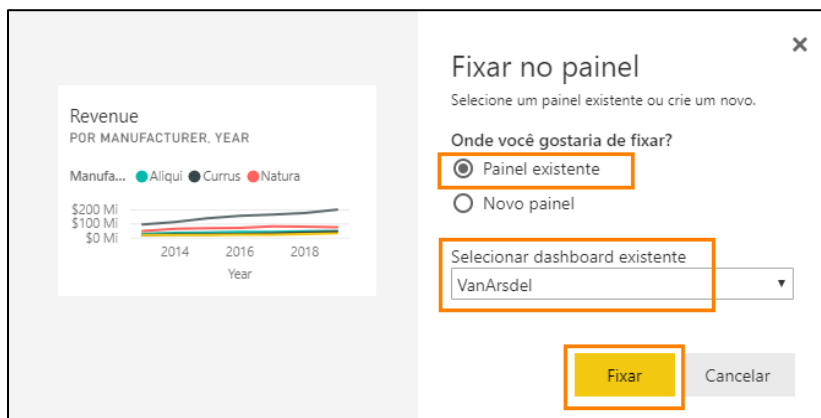 Revenue
POR MANUFACTURER, YEAR
Manufa... Aliqui Currus Natura
$200 Mi
$100 Mi
$0 Mi
2014 2016 2018
Year
Fixar no painel
Selecione um painel existente ou crie um novo.
Onde você gostaria de fixar?
Painel existente
Novo painel
Selecionar dashboard existente
VanArsdel
Fixar Cancelar